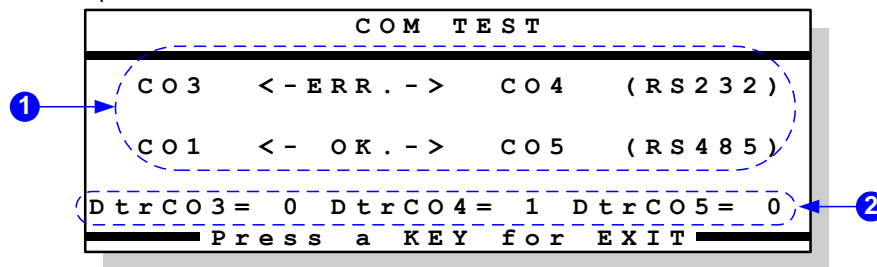 COM TEST
CO3 <-ERR.-> CO4 (RS232)
1
CO1 <- OK.-> CO5 (RS485)
DtrCO3= 0 DtrCO4= 1 DtrCO5= 0
2
Press a KEY for EXIT